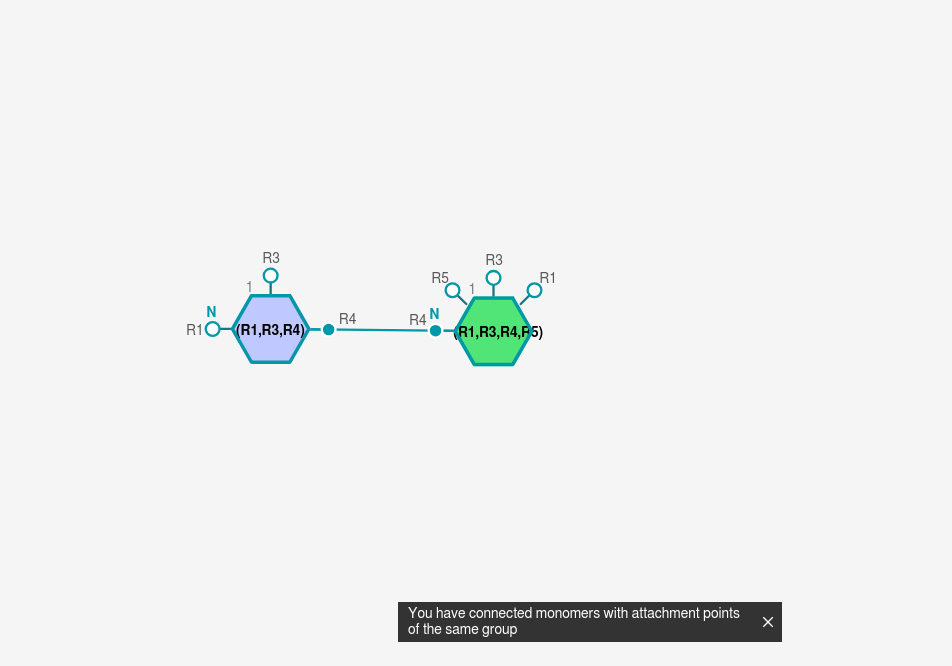 R3
1
N
R1
(R1,R3,R4)
R4
R3
R5
1
R1
R4
N
(R1,R3,R4,R5)
You have connected monomers with attachment points
of the same group